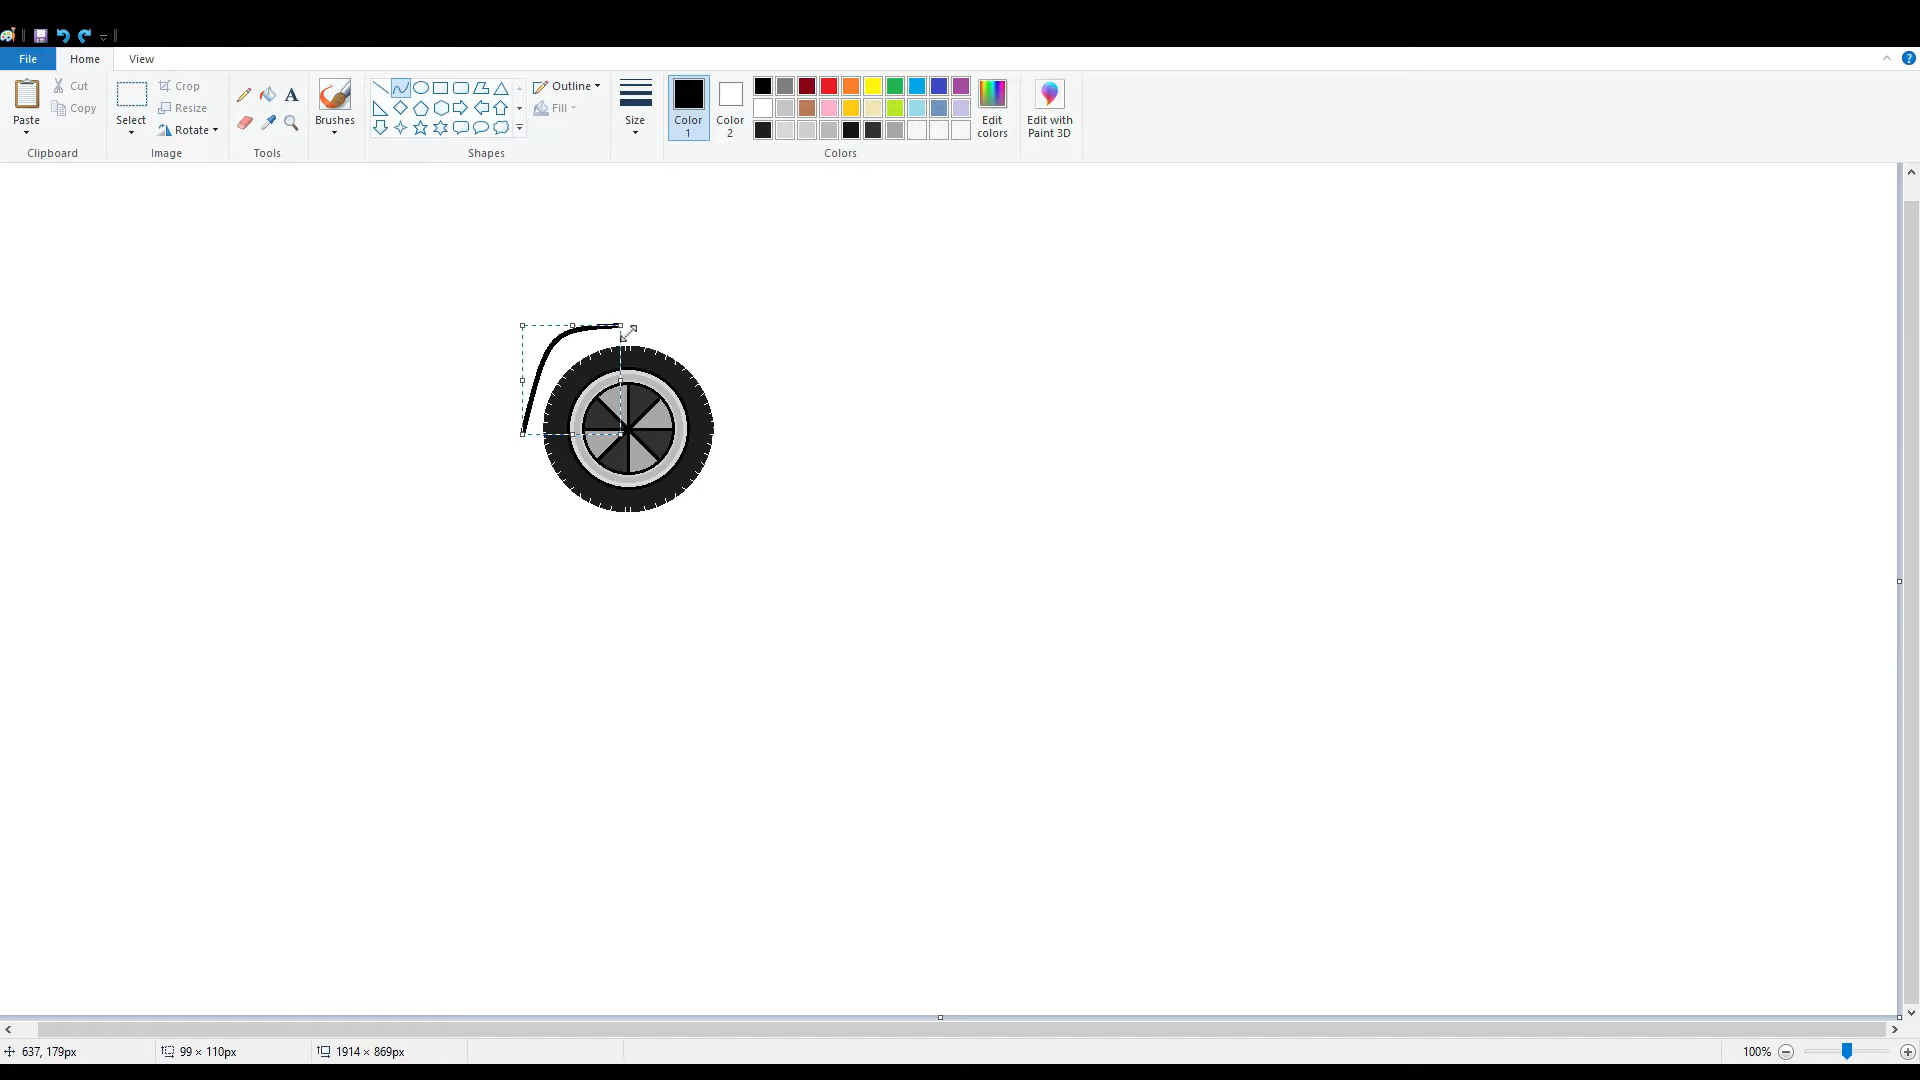 File Home View
Paste
Cut
Copy
Clipboard
Select
Crop
Resize
Rotate
Image
A
Tools
Brushes
Outline
Fill
Shapes
Size
Color
1
Color
2
Edit
colors
Colors
Edit with
Paint 3D
637, 179px 99 × 110px 1914 × 869px 100%